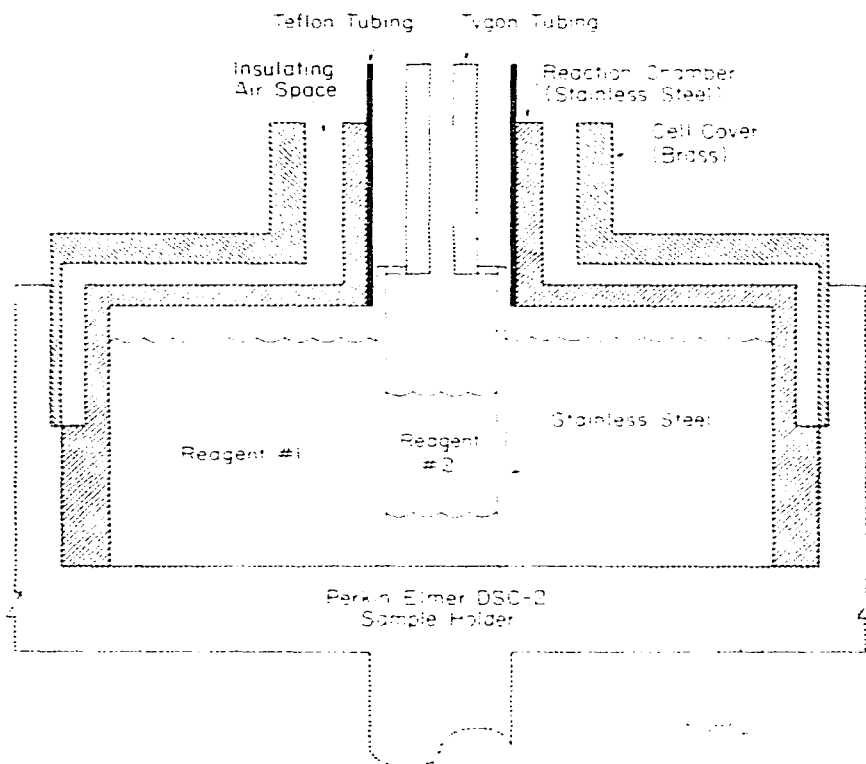 Teflon Tubing
Tygon Tubing
Insulating
Air Space
Reaction Chamber
(Stainless Steel)
Cell Cover
(Brass)
Reagent #1
Reagent
#2
Stainless Steel
Perkin Elmer DSC-2
Sample Holder